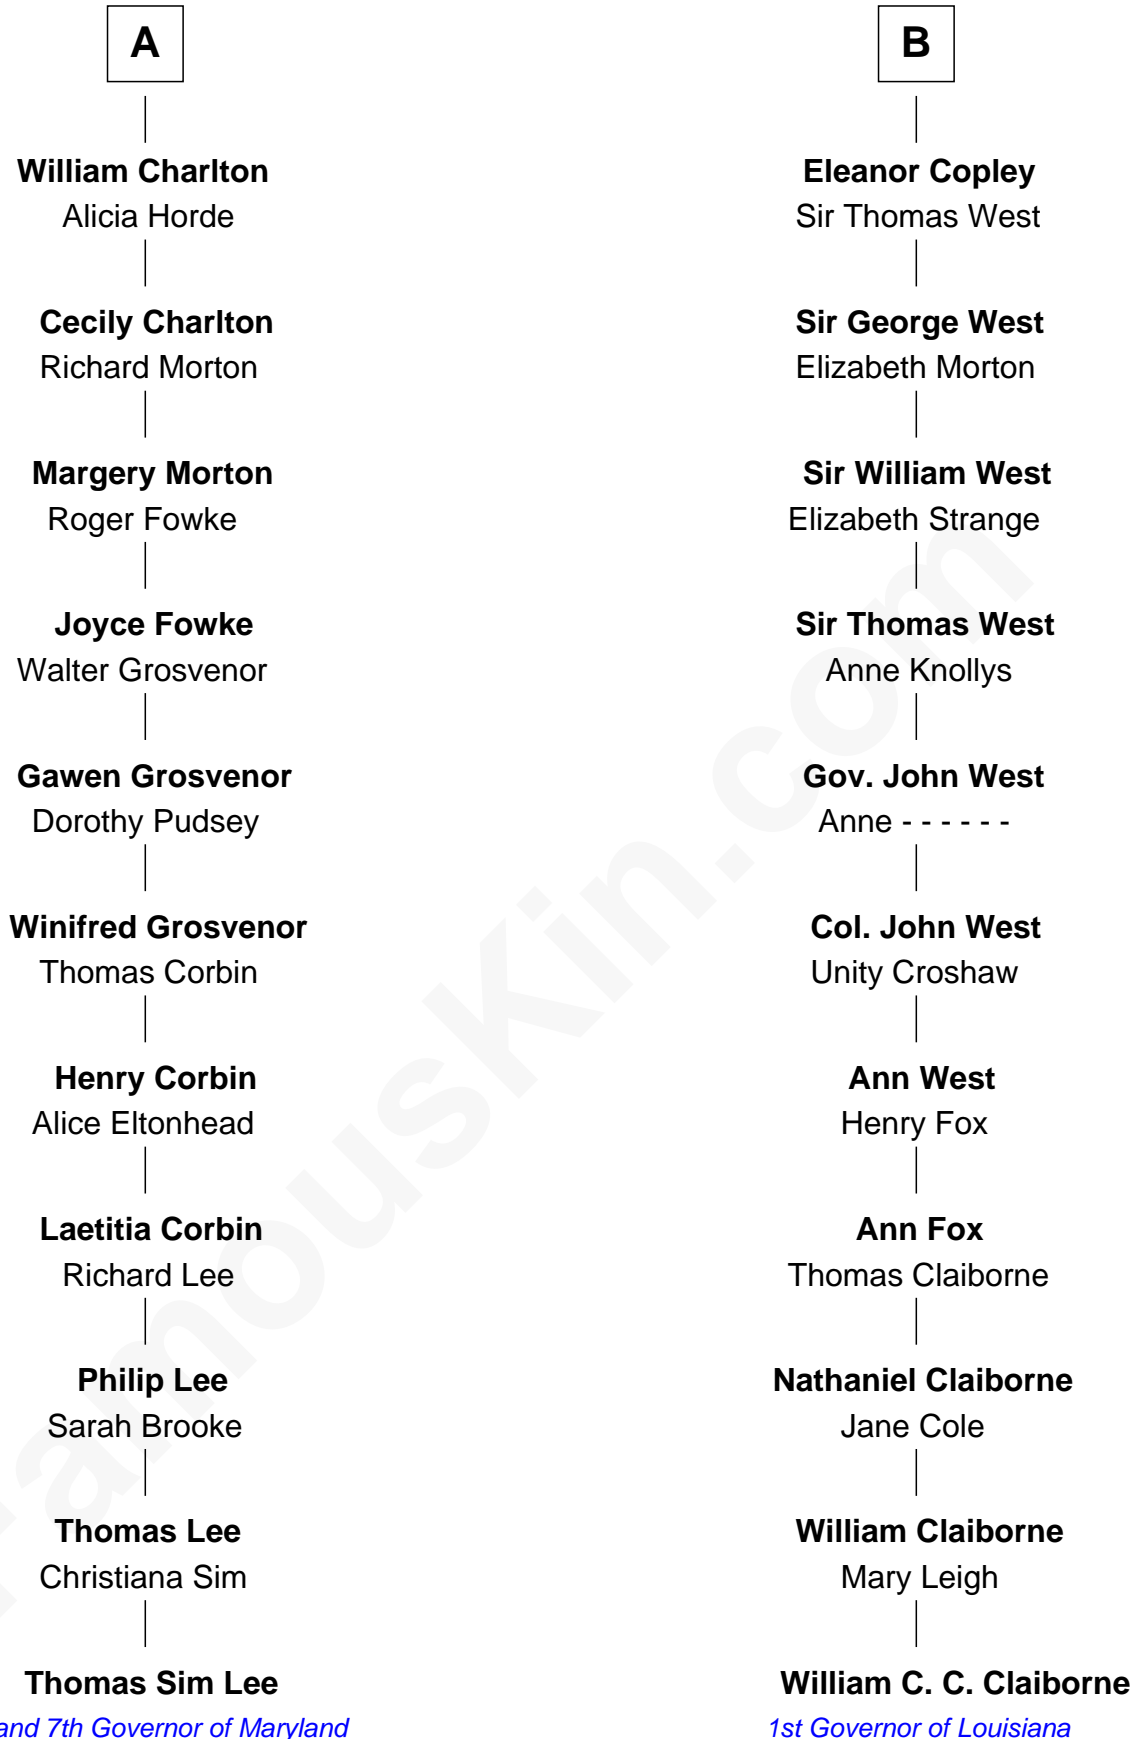 A
William Charlton
Alicia Horde
Cecily Charlton
Richard Morton
Margery Morton
Roger Fowke
Joyce Fowke
Walter Grosvenor
Gawen Grosvenor
Dorothy Pudsey
Winifred Grosvenor
Thomas Corbin
Henry Corbin
Alice Eltonhead
Laetitia Corbin
Richard Lee
Philip Lee
Sarah Brooke
Thomas Lee
Christiana Sim
Thomas Sim Lee
and 7th Governor of Maryland
B
Eleanor Copley
Sir Thomas West
Sir George West
Elizabeth Morton
Sir William West
Elizabeth Strange
Sir Thomas West
Anne Knollys
Gov. John West
Anne - - - - - -
Col. John West
Unity Croshaw
Ann West
Henry Fox
Ann Fox
Thomas Claiborne
Nathaniel Claiborne
Jane Cole
William Claiborne
Mary Leigh
William C. C. Claiborne
1st Governor of Louisiana
FamousKin.com